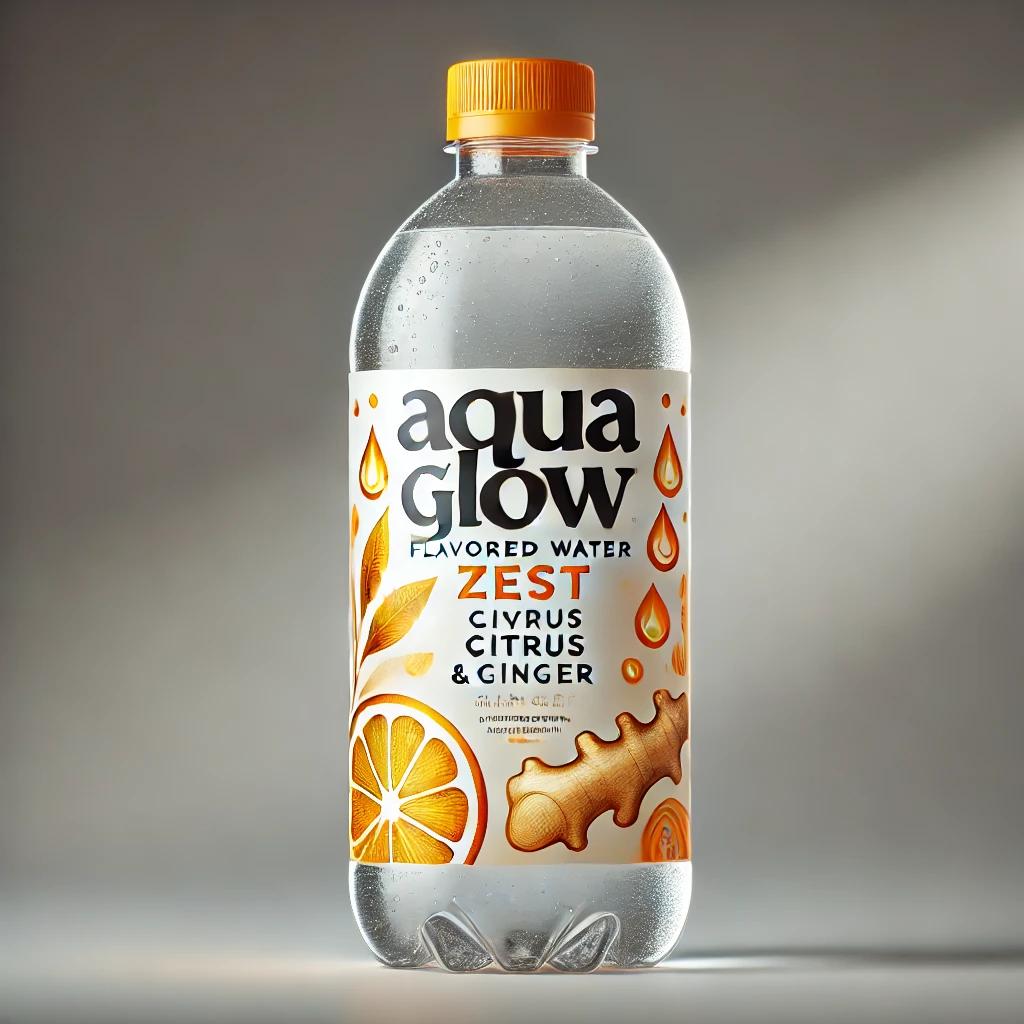 aqua
glow
FLAVORED WATER
ZEST
CIVRUS
CITRUS
& GINGER